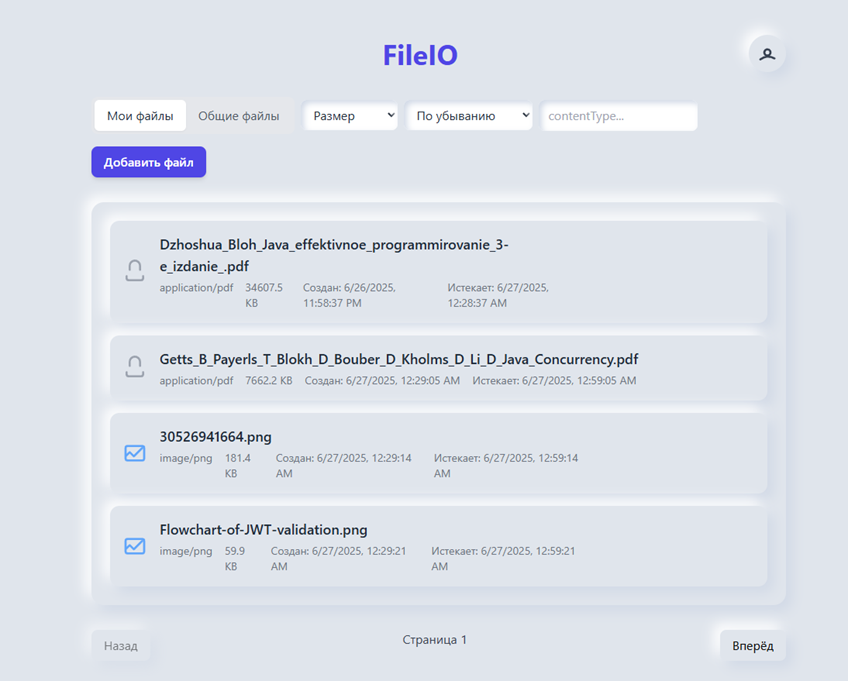 FileIO
Мои файлы Общие файлы Размер По убыванию contentType...
Добавить файл
Dzhoshua_Bloh_Java_effektivnoe_programmirovanie_3-
e_izdanie_.pdf
application/pdf 34607.5 KB Создан: 6/26/2025, 11:58:37 PM Истекает: 6/27/2025, 12:28:37 AM
Getts_B_Payerls_T_Blokh_D_Bouber_D_Kholms_D_Li_D_Java_Concurrency.pdf
application/pdf 7662.2 KB Создан: 6/27/2025, 12:29:05 AM Истекает: 6/27/2025, 12:59:05 AM
30526941664.png
image/png 181.4 KB Создан: 6/27/2025, 12:29:14 AM Истекает: 6/27/2025, 12:59:14 AM
Flowchart-of-JWT-validation.png
image/png 59.9 KB Создан: 6/27/2025, 12:29:21 AM Истекает: 6/27/2025, 12:59:21 AM
Назад Страница 1 Вперёд